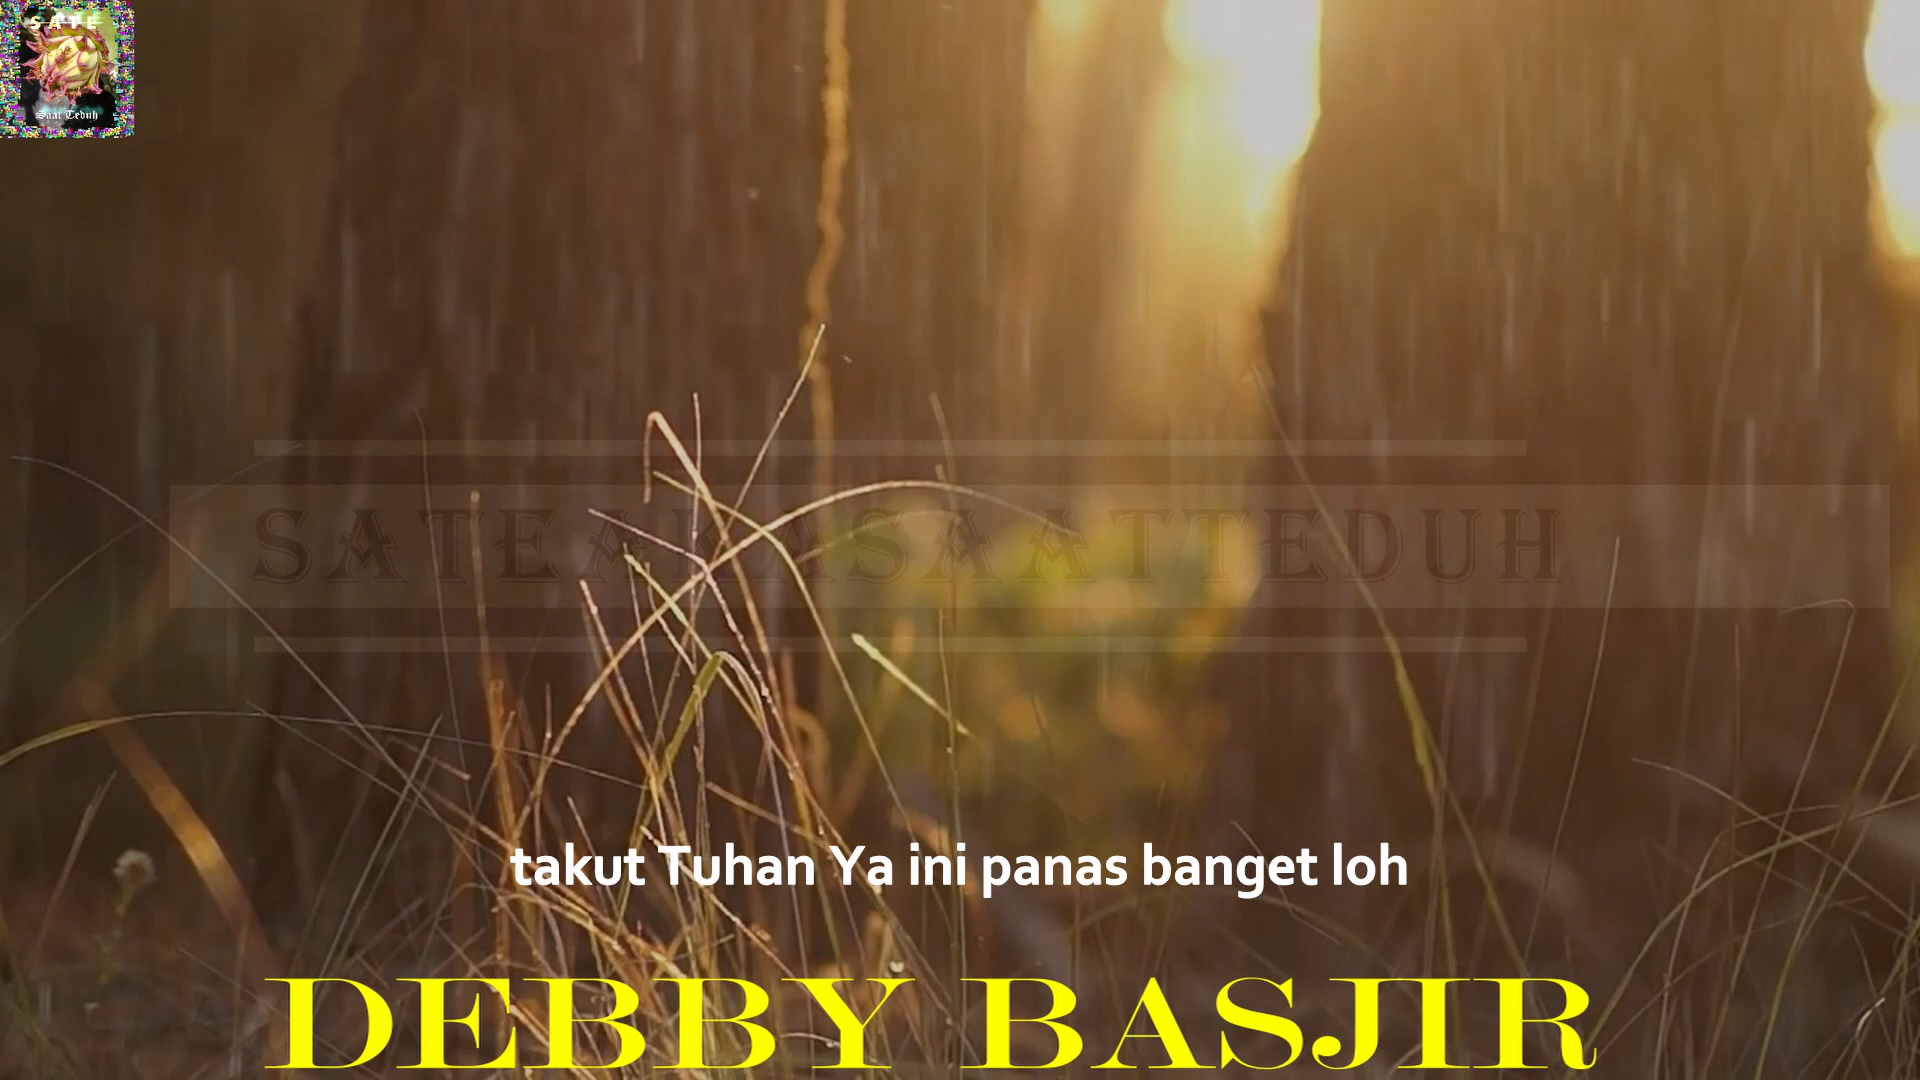 SATE
Saat Teduh
SATEAKASAATTEDUH
takut Tuhan Ya ini panas banget loh
DEBBY BASJIR